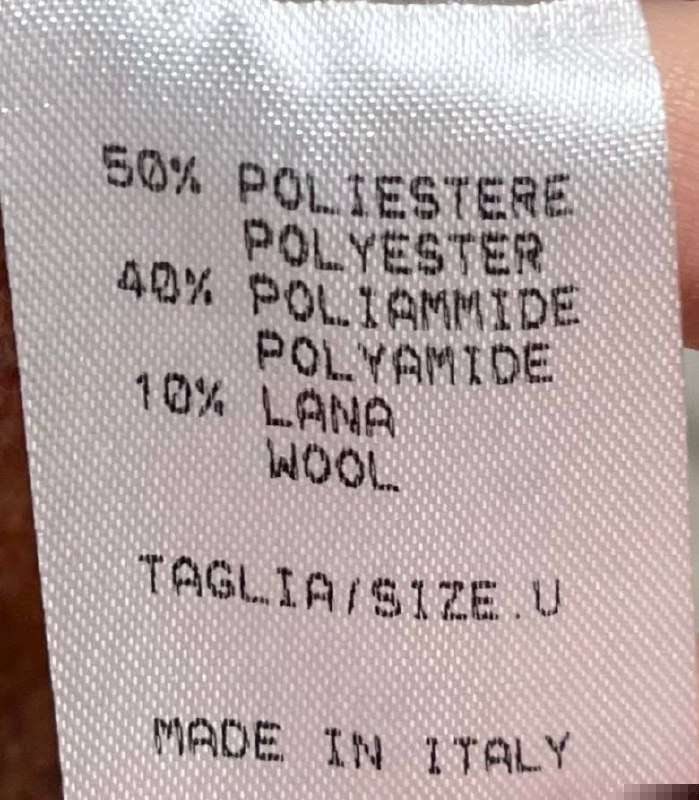 50% POLIESTERE
POLYESTER
40% POLIAMMIDE
POLYAMIDE
10% LANA
WOOL
TAGLIA/SIZE.U
MADE IN ITALY